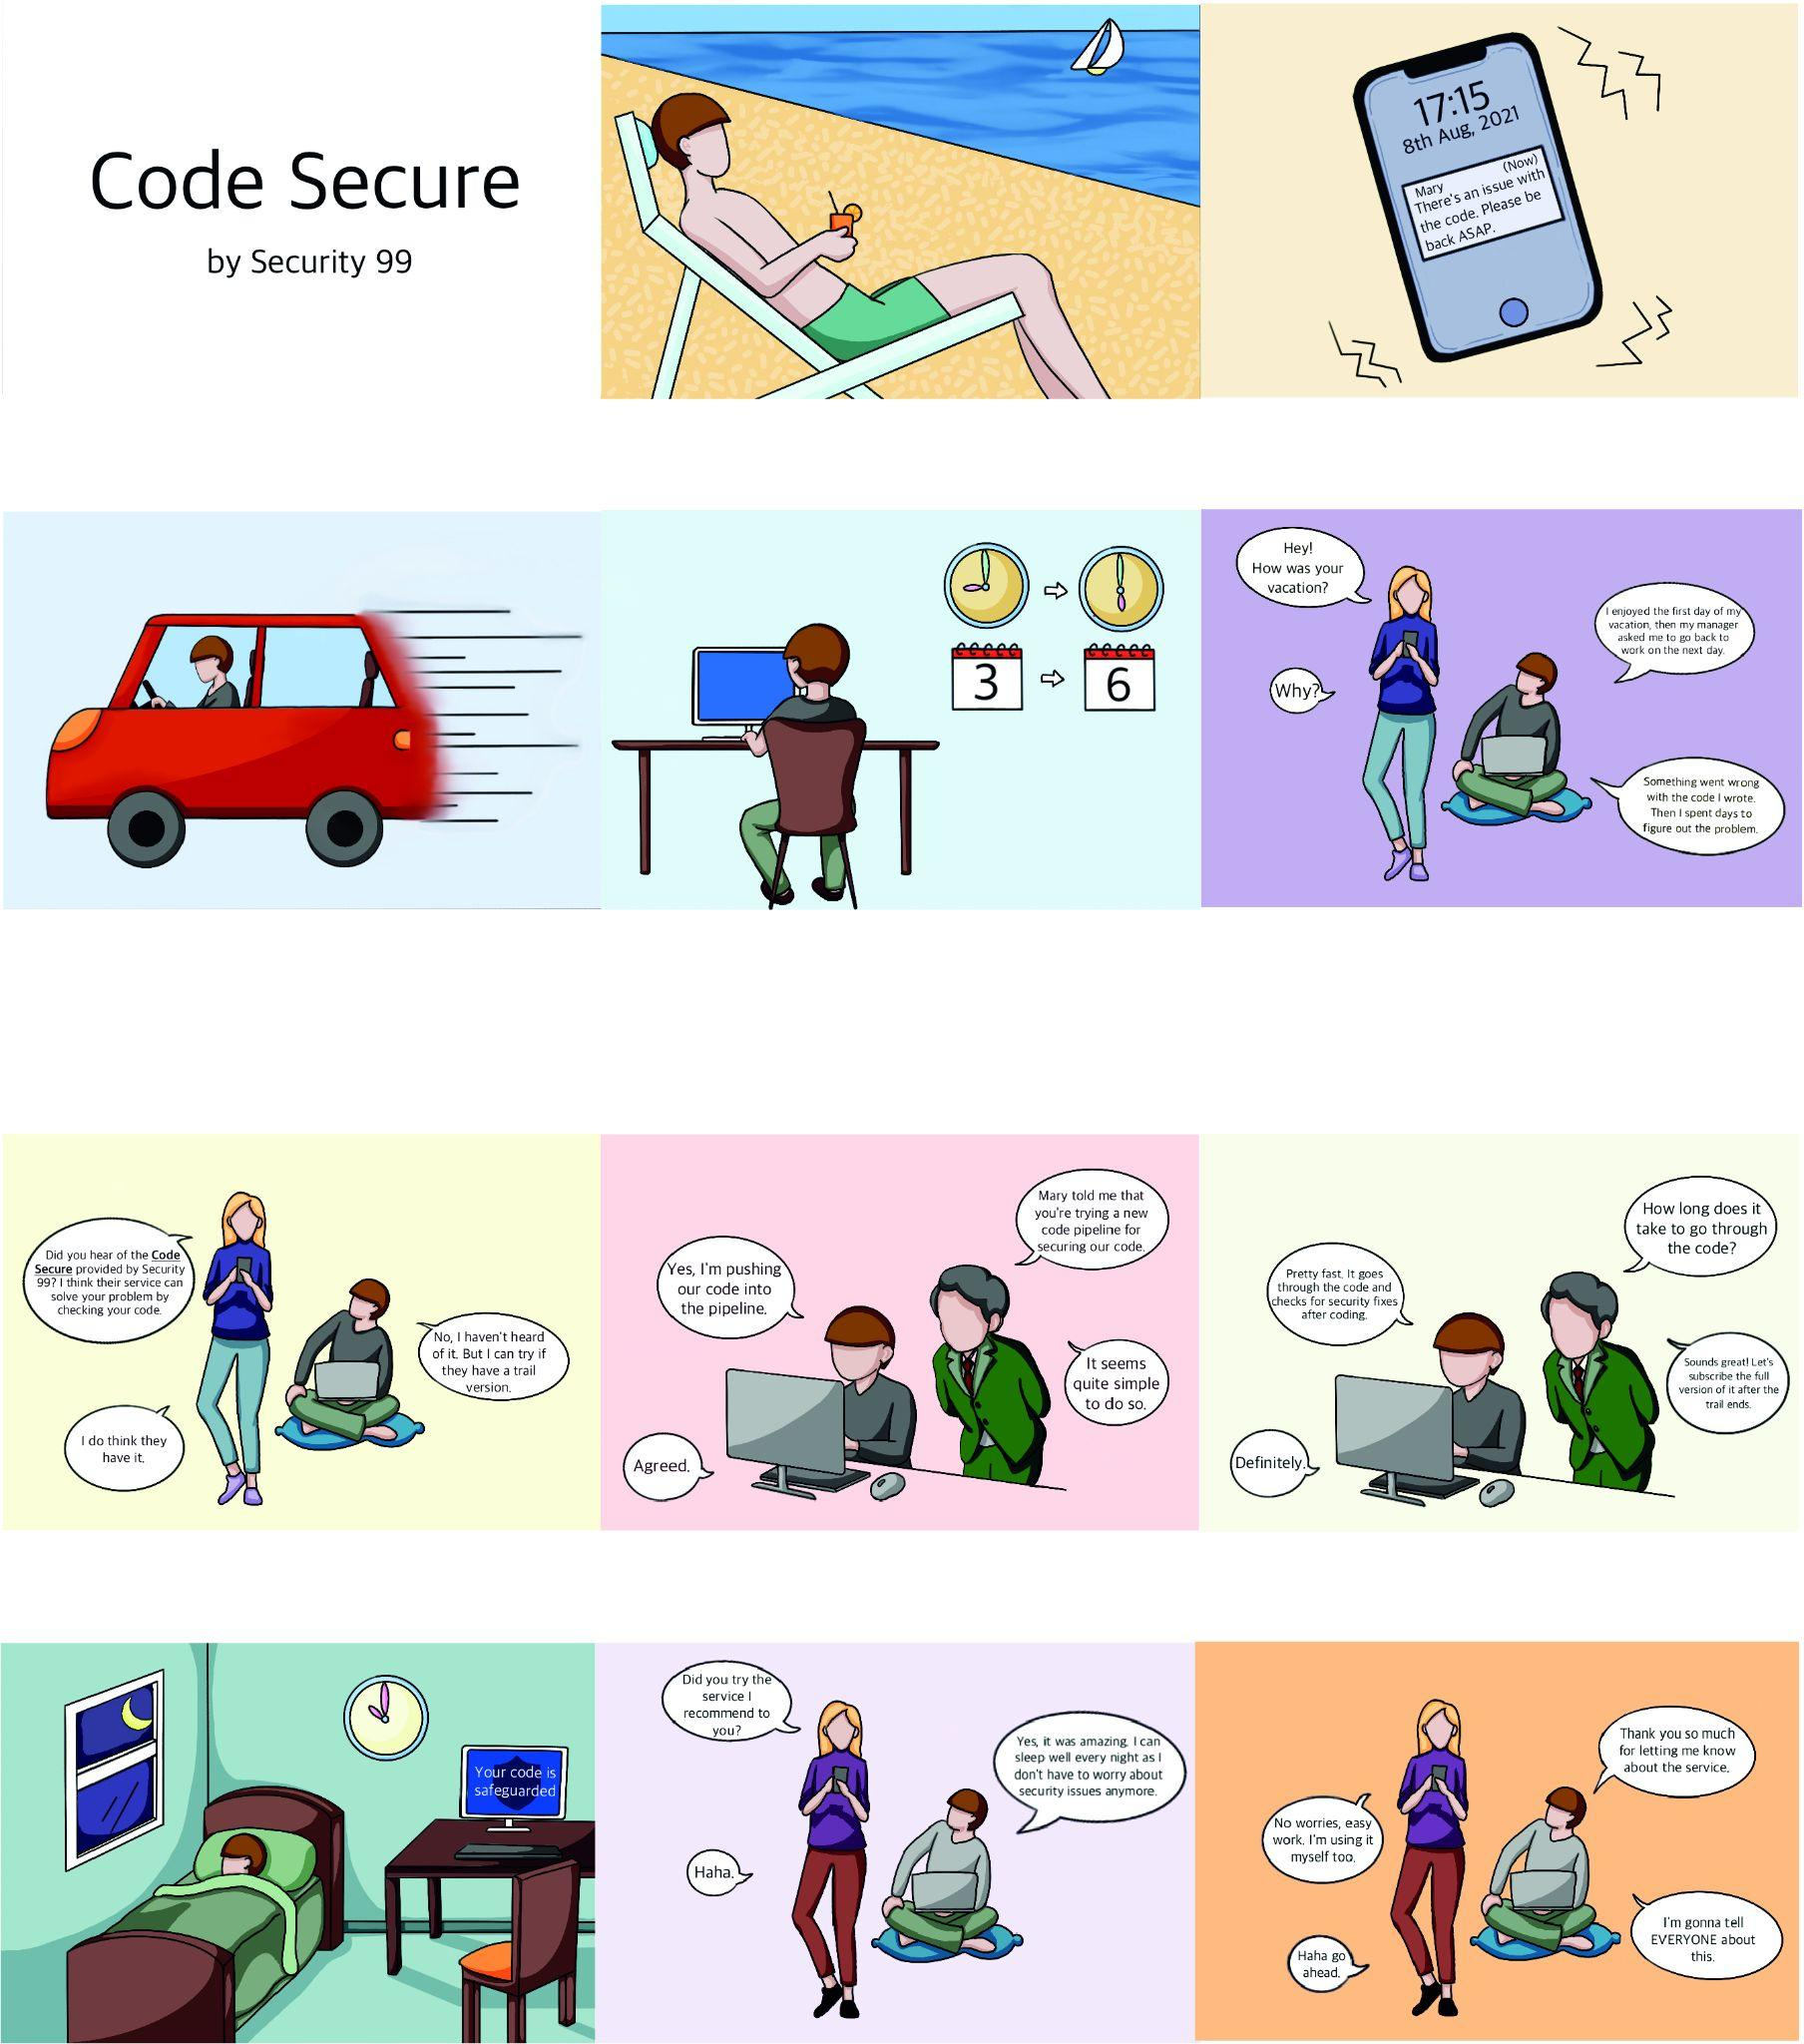 Code Secure
by Security 99
17:15
8th Aug, 2021
Mary (Now)
There's an issue with
the code. Please be
back ASAP.
3
6
Hey!
How was your
vacation?
I enjoyed the first day of my
vacation, then my manager
asked me to go back to
work on the next day.
Why?
Something went wrong
with the code I wrote.
Then I spent days to
figure out the problem.
Did you hear of the Code
Secure provided by Security
99? I think their service can
solve your problem by
checking your code.
No, I haven't heard
of it. But I can try if
they have a trail
version.
I do think they
have it.
Mary told me that
you're trying a new
code pipeline for
securing our code.
Yes, I'm pushing
our code into
the pipeline.
It seems
quite simple
to do so.
Agreed.
How long does it
take to go through
the code?
Pretty fast. It goes
through the code and
checks for security fixes
after coding.
Sounds great! Let's
subscribe the full
version of it after the
trail ends.
Definitely.
Your code is
safeguarded
Did you try the
service I
recommend to
you?
Yes, it was amazing. I can
sleep well every night as I
don't have to worry about
security issues anymore.
Haha.
Thank you so much
for letting me know
about the service.
No worries, easy
work. I'm using it
myself too.
I'm gonna tell
EVERYONE about
this.
Haha go
ahead.